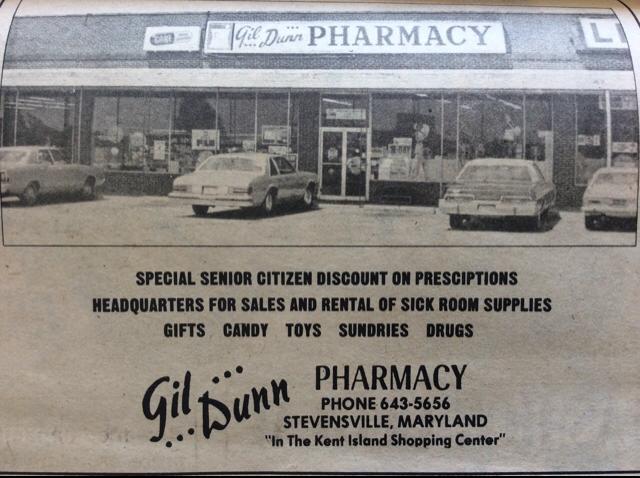 Gil Dunn PHARMACY
SPECIAL SENIOR CITIZEN DISCOUNT ON PRESCIPTIONS
HEADQUARTERS FOR SALES AND RENTAL OF SICK ROOM SUPPLIES
GIFTS CANDY TOYS SUNDRIES DRUGS
Gil Dunn PHARMACY
PHONE 643-5656
STEVENSVILLE, MARYLAND
"In The Kent Island Shopping Center"